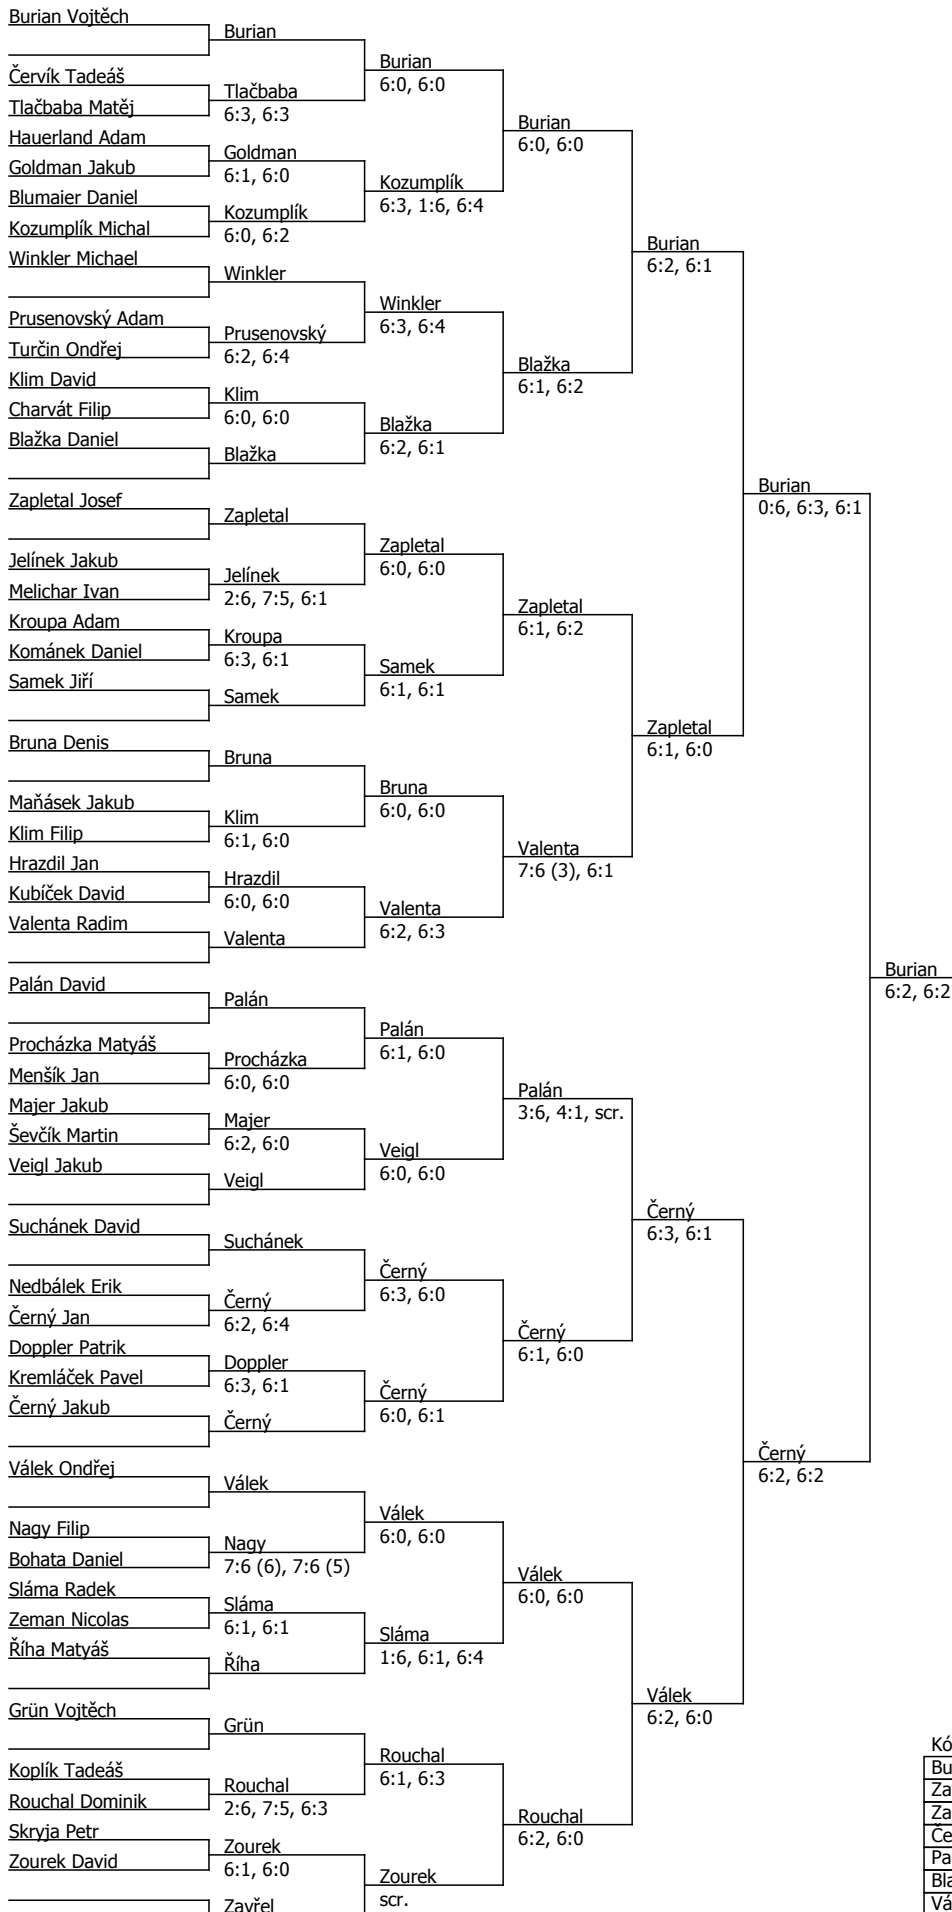 Burian Vojtěch
Červík Tadeáš
Tlačbaba Matěj
Hauerland Adam
Goldman Jakub
Blumaier Daniel
Kozumplík Michal
Winkler Michael
Prusenovský Adam
Turčin Ondřej
Klim David
Charvát Filip
Blažka Daniel
Zapletal Josef
Jelínek Jakub
Melichar Ivan
Kroupa Adam
Kománek Daniel
Samek Jiří
Bruna Denis
Maňásek Jakub
Klim Filip
Hrazdil Jan
Kubíček David
Valenta Radim
Palán David
Procházka Matyáš
Menšík Jan
Majer Jakub
Ševčík Martin
Veigl Jakub
Suchánek David
Nedbálek Erik
Černý Jan
Doppler Patrik
Kremláček Pavel
Černý Jakub
Válek Ondřej
Nagy Filip
Bohata Daniel
Sláma Radek
Zeman Nicolas
Říha Matyáš
Grün Vojtěch
Koplík Tadeáš
Rouchal Dominik
Skryja Petr
Zourek David
Burian
Tlačbaba
6:3, 6:3
Goldman
6:1, 6:0
Kozumplík
6:0, 6:2
Winkler
Prusenovský
6:2, 6:4
Klim
6:0, 6:0
Blažka
Zapletal
Jelínek
2:6, 7:5, 6:1
Kroupa
6:3, 6:1
Samek
Bruna
Klim
6:1, 6:0
Hrazdil
6:0, 6:0
Valenta
Palán
Procházka
6:0, 6:0
Majer
6:2, 6:0
Veigl
Suchánek
Černý
6:2, 6:4
Doppler
6:3, 6:1
Černý
Válek
Nagy
7:6 (6), 7:6 (5)
Sláma
6:1, 6:1
Říha
Grün
Rouchal
2:6, 7:5, 6:3
Zourek
6:1, 6:0
Zavřel
Burian
6:0, 6:0
Kozumplík
6:3, 1:6, 6:4
Winkler
6:3, 6:4
Blažka
6:2, 6:1
Zapletal
6:0, 6:0
Samek
6:1, 6:1
Bruna
6:0, 6:0
Valenta
6:2, 6:3
Palán
6:1, 6:0
Veigl
6:0, 6:0
Černý
6:3, 6:0
Černý
6:0, 6:1
Válek
6:0, 6:0
Sláma
1:6, 6:1, 6:4
Rouchal
6:1, 6:3
Zourek
scr.
Burian
6:0, 6:0
Blažka
6:1, 6:2
Zapletal
6:1, 6:2
Valenta
7:6 (3), 6:1
Palán
3:6, 4:1, scr.
Černý
6:1, 6:0
Válek
6:0, 6:0
Rouchal
6:2, 6:0
Burian
6:2, 6:1
Zapletal
6:1, 6:0
Černý
6:3, 6:1
Válek
6:2, 6:0
Burian
0:6, 6:3, 6:1
Černý
6:2, 6:2
Burian
6:2, 6:2